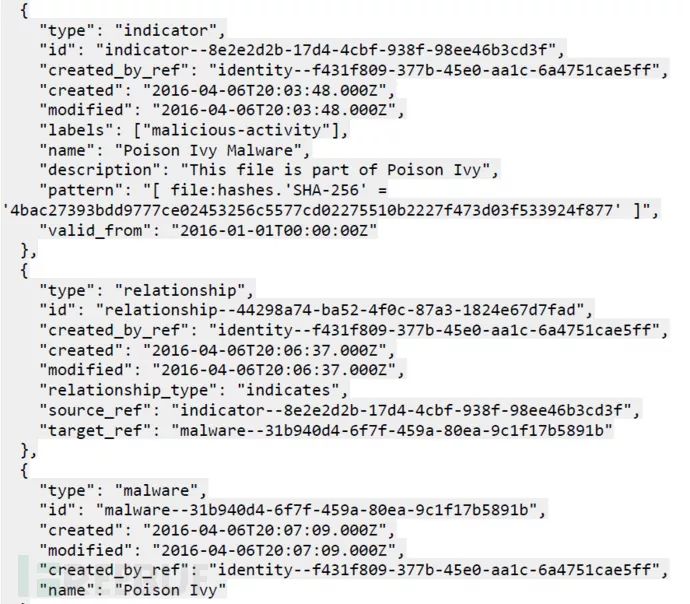 {
"type": "indicator",
"id": "indicator--8e2e2d2b-17d4-4cbf-938f-98ee46b3cd3f",
"created_by_ref": "identity--f431f809-377b-45e0-aa1c-6a4751cae5ff",
"created": "2016-04-06T20:03:48.000Z",
"modified": "2016-04-06T20:03:48.000Z",
"labels": ["malicious-activity"],
"name": "Poison Ivy Malware",
"description": "This file is part of Poison Ivy",
"pattern": "[ file:hashes.'SHA-256' =
'4bac27393bdd9777ce02453256c5577cd02275510b2227f473d03f533924f877' ]",
"valid_from": "2016-01-01T00:00:00Z"
},
{
"type": "relationship",
"id": "relationship--44298a74-ba52-4f0c-87a3-1824e67d7fad",
"created_by_ref": "identity--f431f809-377b-45e0-aa1c-6a4751cae5ff",
"created": "2016-04-06T20:06:37.000Z",
"modified": "2016-04-06T20:06:37.000Z",
"relationship_type": "indicates",
"source_ref": "indicator--8e2e2d2b-17d4-4cbf-938f-98ee46b3cd3f",
"target_ref": "malware--31b940d4-6f7f-459a-80ea-9c1f17b5891b"
},
{
"type": "malware",
"id": "malware--31b940d4-6f7f-459a-80ea-9c1f17b5891b",
"created": "2016-04-06T20:07:09.000Z",
"modified": "2016-04-06T20:07:09.000Z",
"created_by_ref": "identity--f431f809-377b-45e0-aa1c-6a4751cae5ff",
"name": "Poison Ivy"